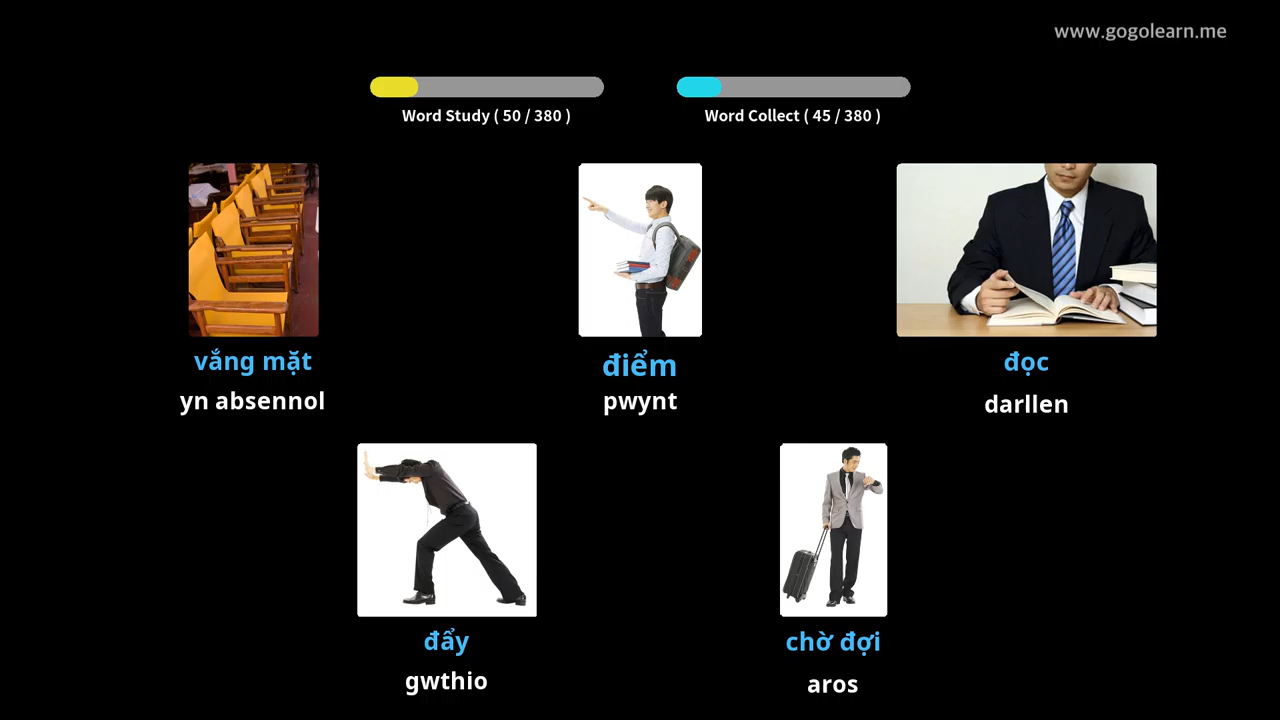 www.gogolearn.me
Word Study ( 50 / 380 )
Word Collect ( 45 / 380 )
vắng mặt
yn absennol
điểm
pwynt
đọc
darllen
đẩy
gwthio
chờ đợi
aros